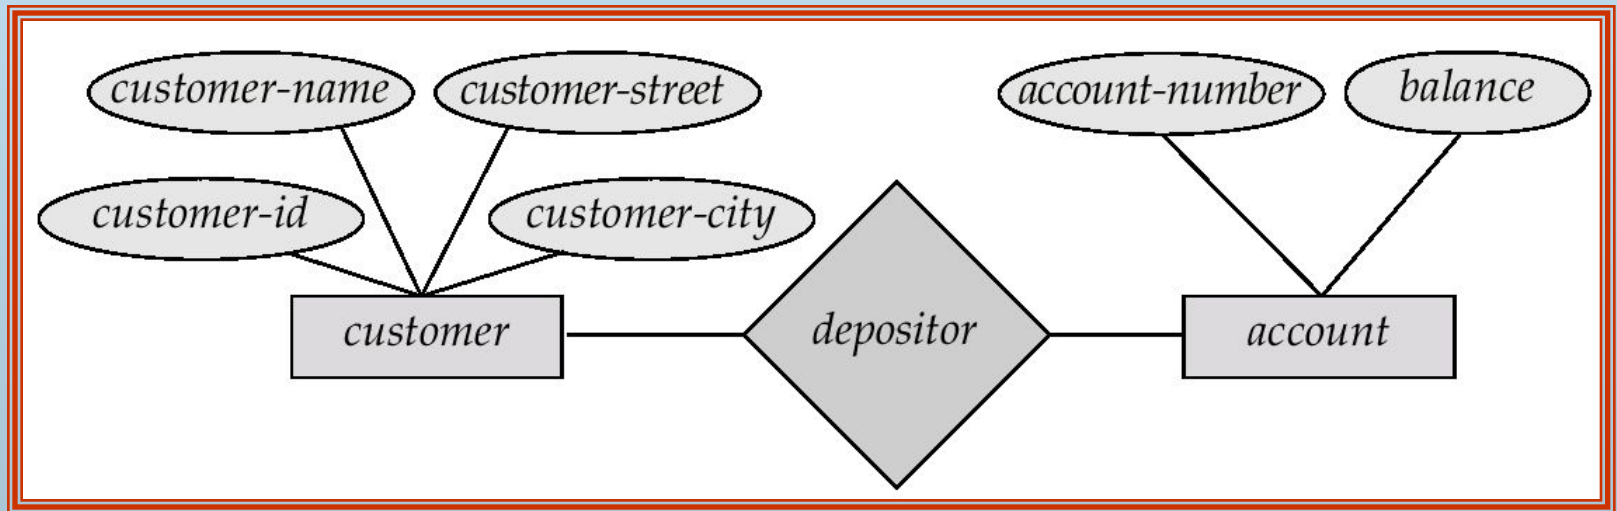 customer-name
customer-street
account-number
balance
customer-id
customer-city
customer
depositor
account